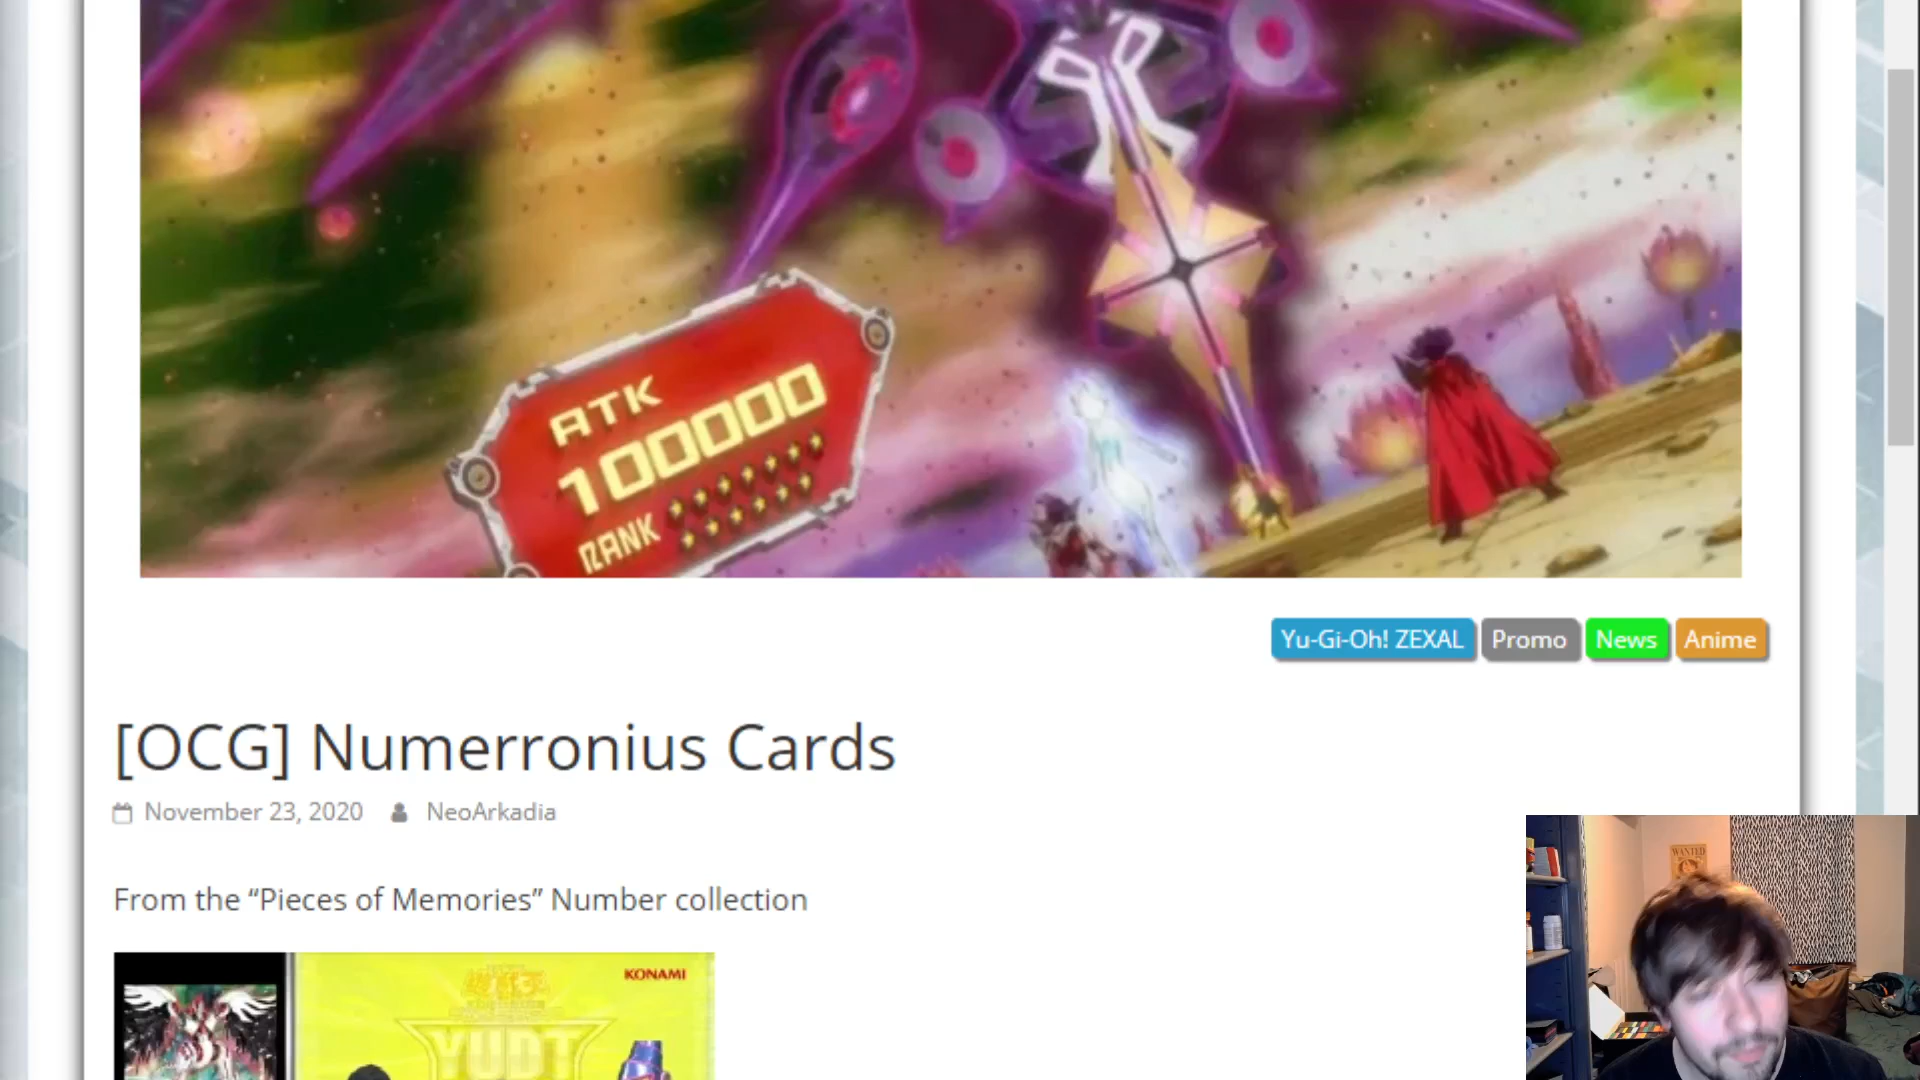 ATK
100000
RANK
Yu-Gi-Oh! ZEXAL Promo News Anime
[OCG] Numerronius Cards
November 23, 2020 NeoArkadia
From the “Pieces of Memories” Number collection
KONAMI
YUDT
WANTED